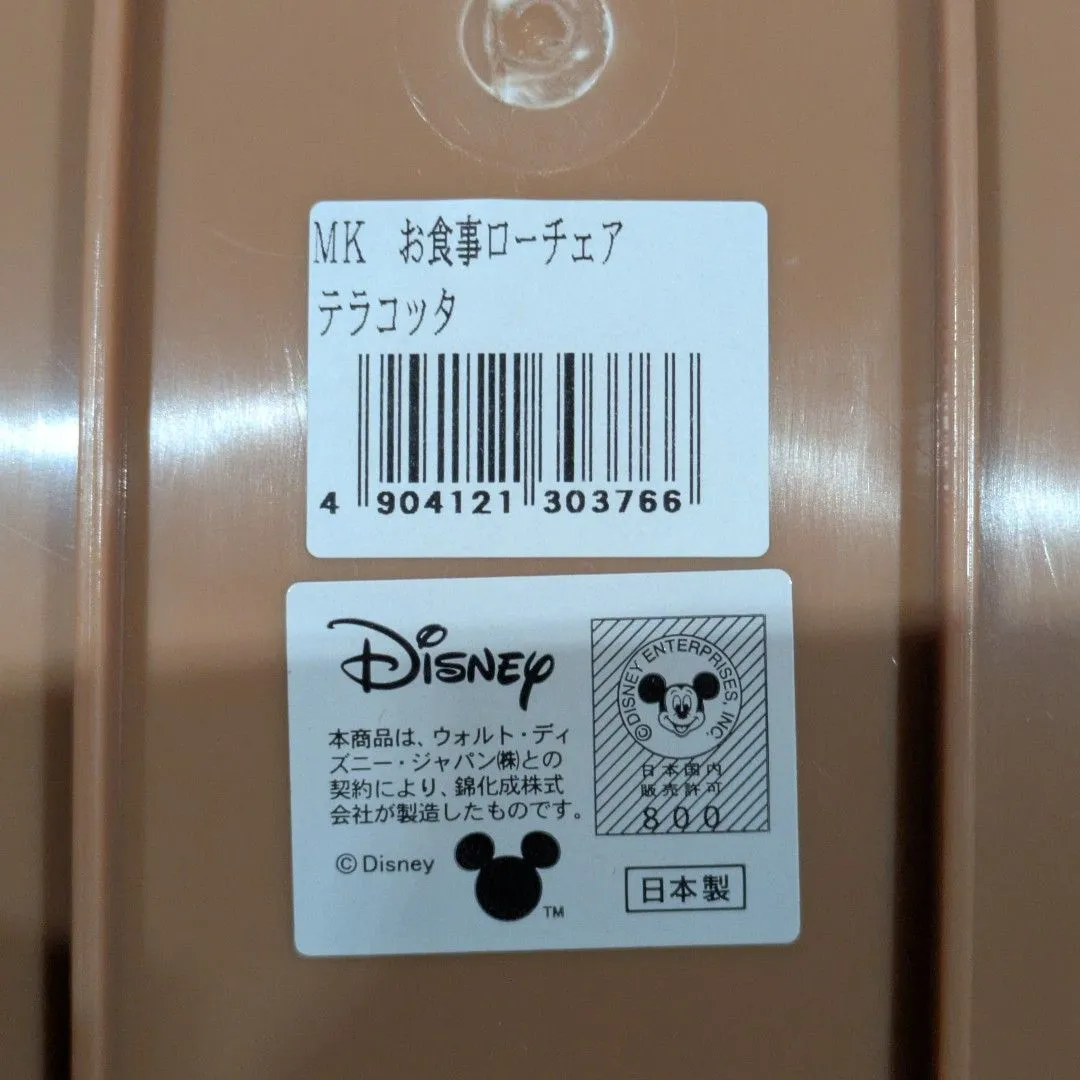 MK お食事ローチェア
テラコッタ
4 904121 303766
Disney
本商品は、ウォルト・ディ
ズニー・ジャパン㈱との
契約により、錦化成株式
会社が製造したものです。
©Disney
TM
©DISNEY ENTERPRISES, INC.
日本国内
販売許可
800
日本製